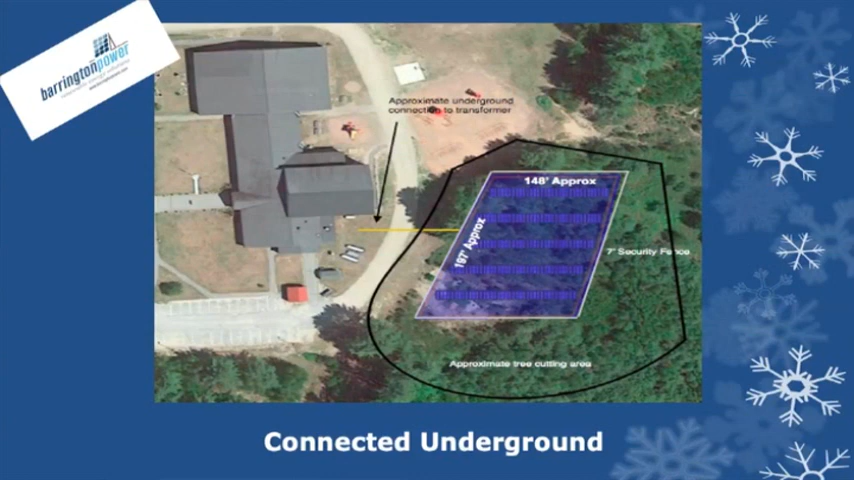 barringtonpower
Approximate underground
connection to transformer
148' Approx
197' Approx
7' Security Fence
Approximate tree cutting area
Connected Underground